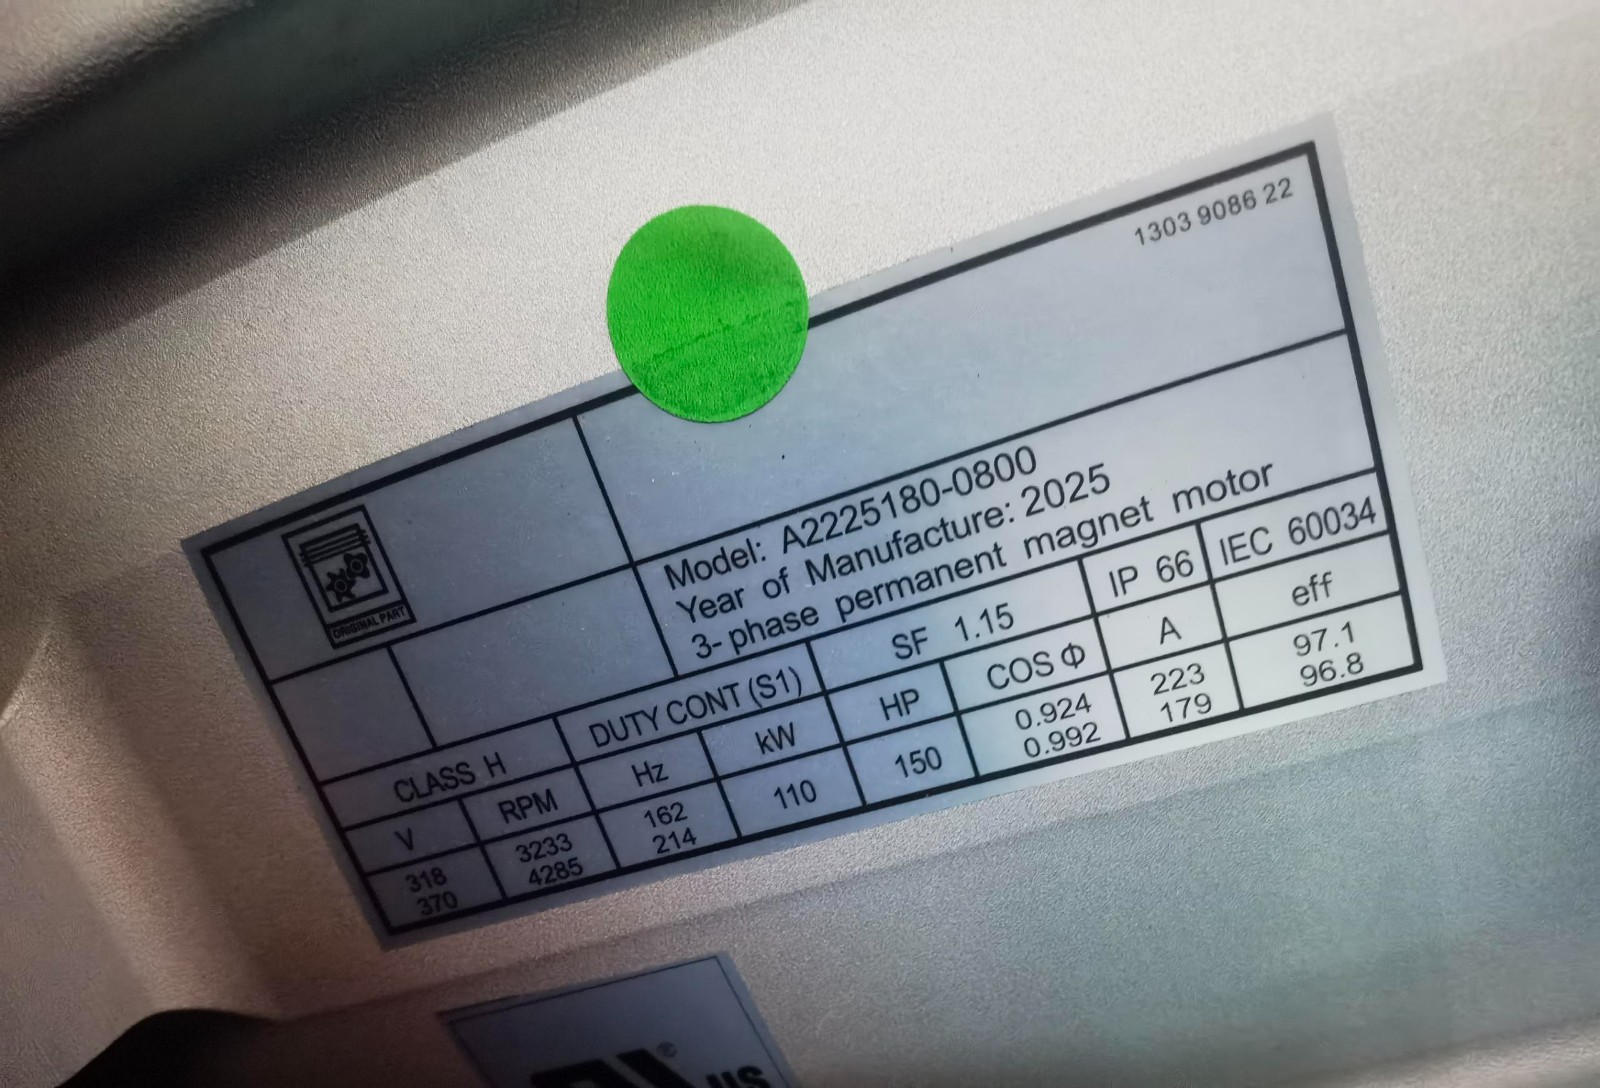 1303 9086 22
ORIGINAL PART
Model: A2225180-0800
Year of Manufacture: 2025
3- phase permanent magnet motor
CLASS H DUTY CONT (S1) SF 1.15 IP 66 IEC 60034
V RPM Hz kW HP COS Φ A eff
318 3233 162 110 150 0.924 223 97.1
370 4285 214 0.992 179 96.8
® US